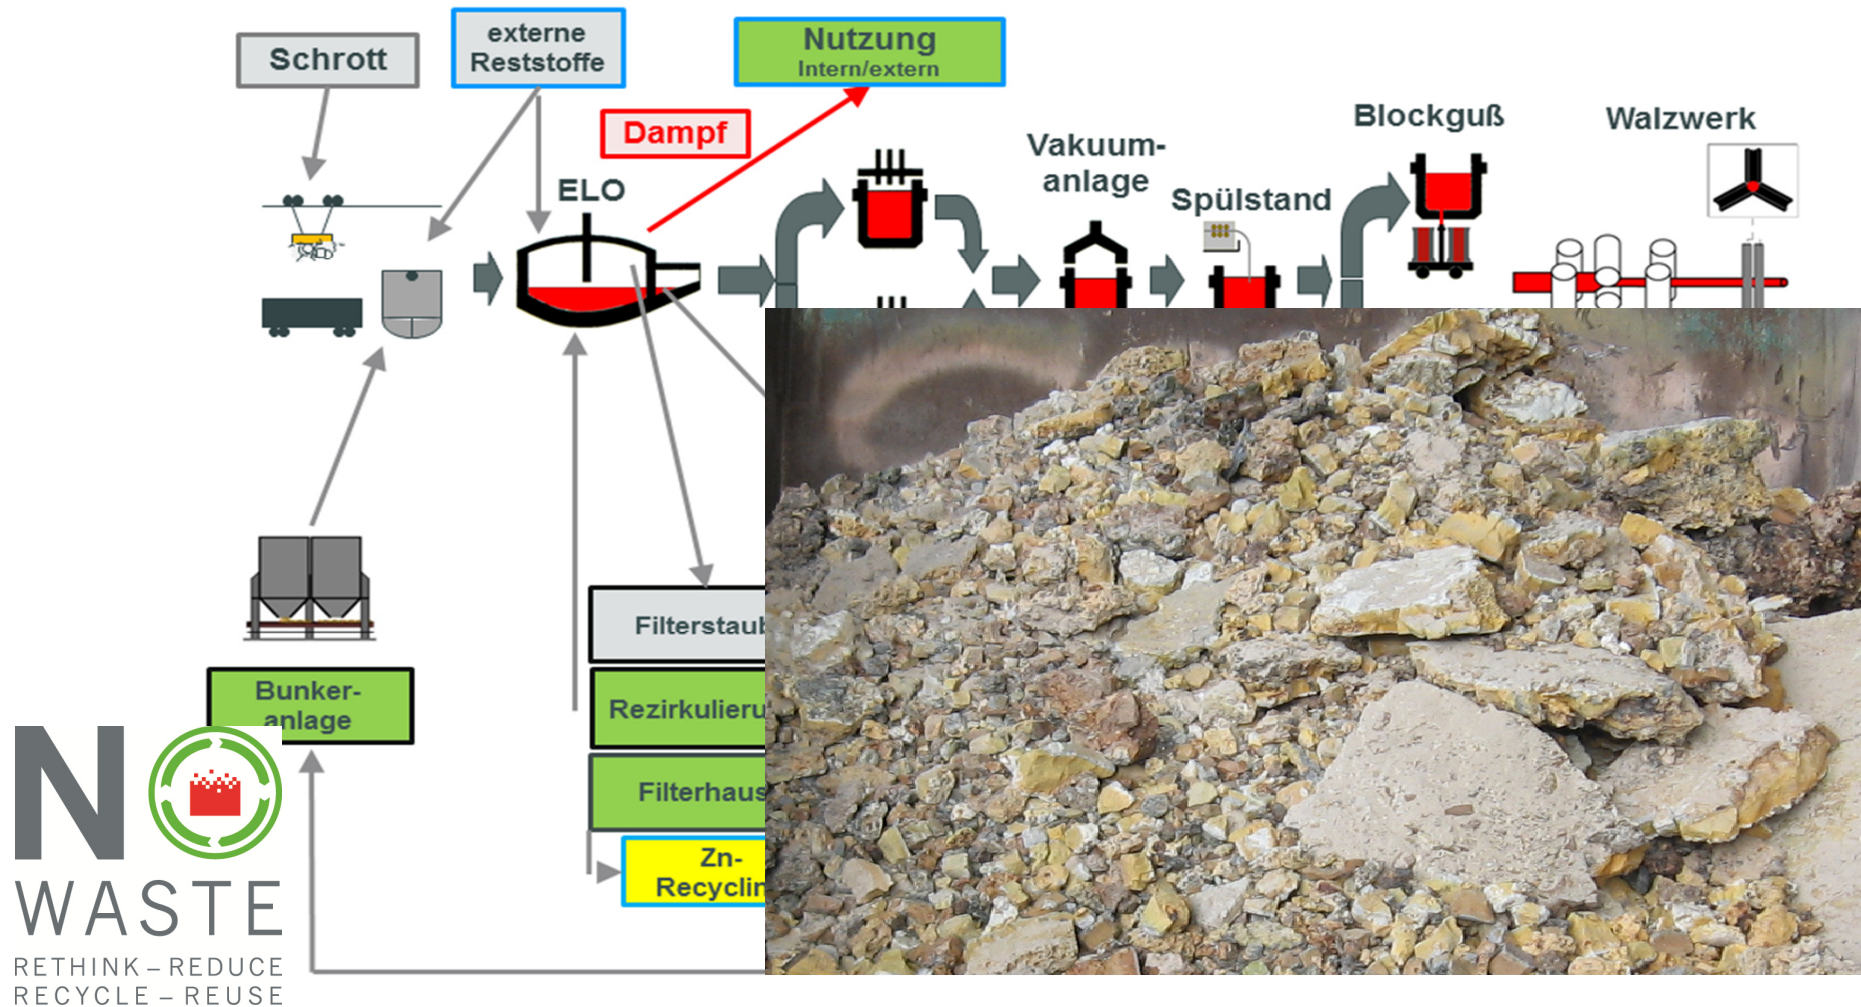 Schrott
externe
Reststoffe
Nutzung
Intern/extern
Dampf
ELO
Vakuum-
anlage
Spülstand
Blockguß
Walzwerk
Filterstaub
Rezirkulieru
Filterhaus
Zn-
Recyclin
Bunker-
anlage
NO
WASTE
RETHINK – REDUCE
RECYCLE – REUSE